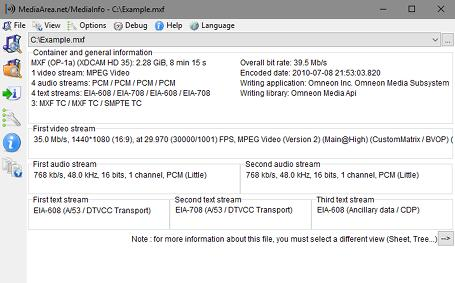 MediaArea.net/MediaInfo - C:\Example.mxf
File View Options Debug Help Language
C:\Example.mxf
...
Container and general information
MXF (OP-1a) (XDCAM HD 35): 2.28 GiB, 8 min 15 s Overall bit rate: 39.5 Mb/s
1 video stream: MPEG Video Encoded date: 2010-07-08 21:53:03.820
4 audio streams: PCM / PCM / PCM / PCM Writing application: Omneon Inc. Omneon Media Subsystem
4 text streams: EIA-608 / EIA-708 / EIA-608 / EIA-708 Writing library: Omneon Media Api
3: MXF TC / MXF TC / SMPTE TC
First video stream
35.0 Mb/s, 1440*1080 (16:9), at 29.970 (30000/1001) FPS, MPEG Video (Version 2) (Main@High) (CustomMatrix / BVOP) (
First audio stream Second audio stream
768 kb/s, 48.0 kHz, 16 bits, 1 channel, PCM (Little) 768 kb/s, 48.0 kHz, 16 bits, 1 channel, PCM (Little)
First text stream Second text stream Third text stream
EIA-608 (A/53 / DTVCC Transport) EIA-708 (A/53 / DTVCC Transport) EIA-608 (Ancillary data / CDP)
Note : for more information about this file, you must select a different view (Sheet, Tree...) -->